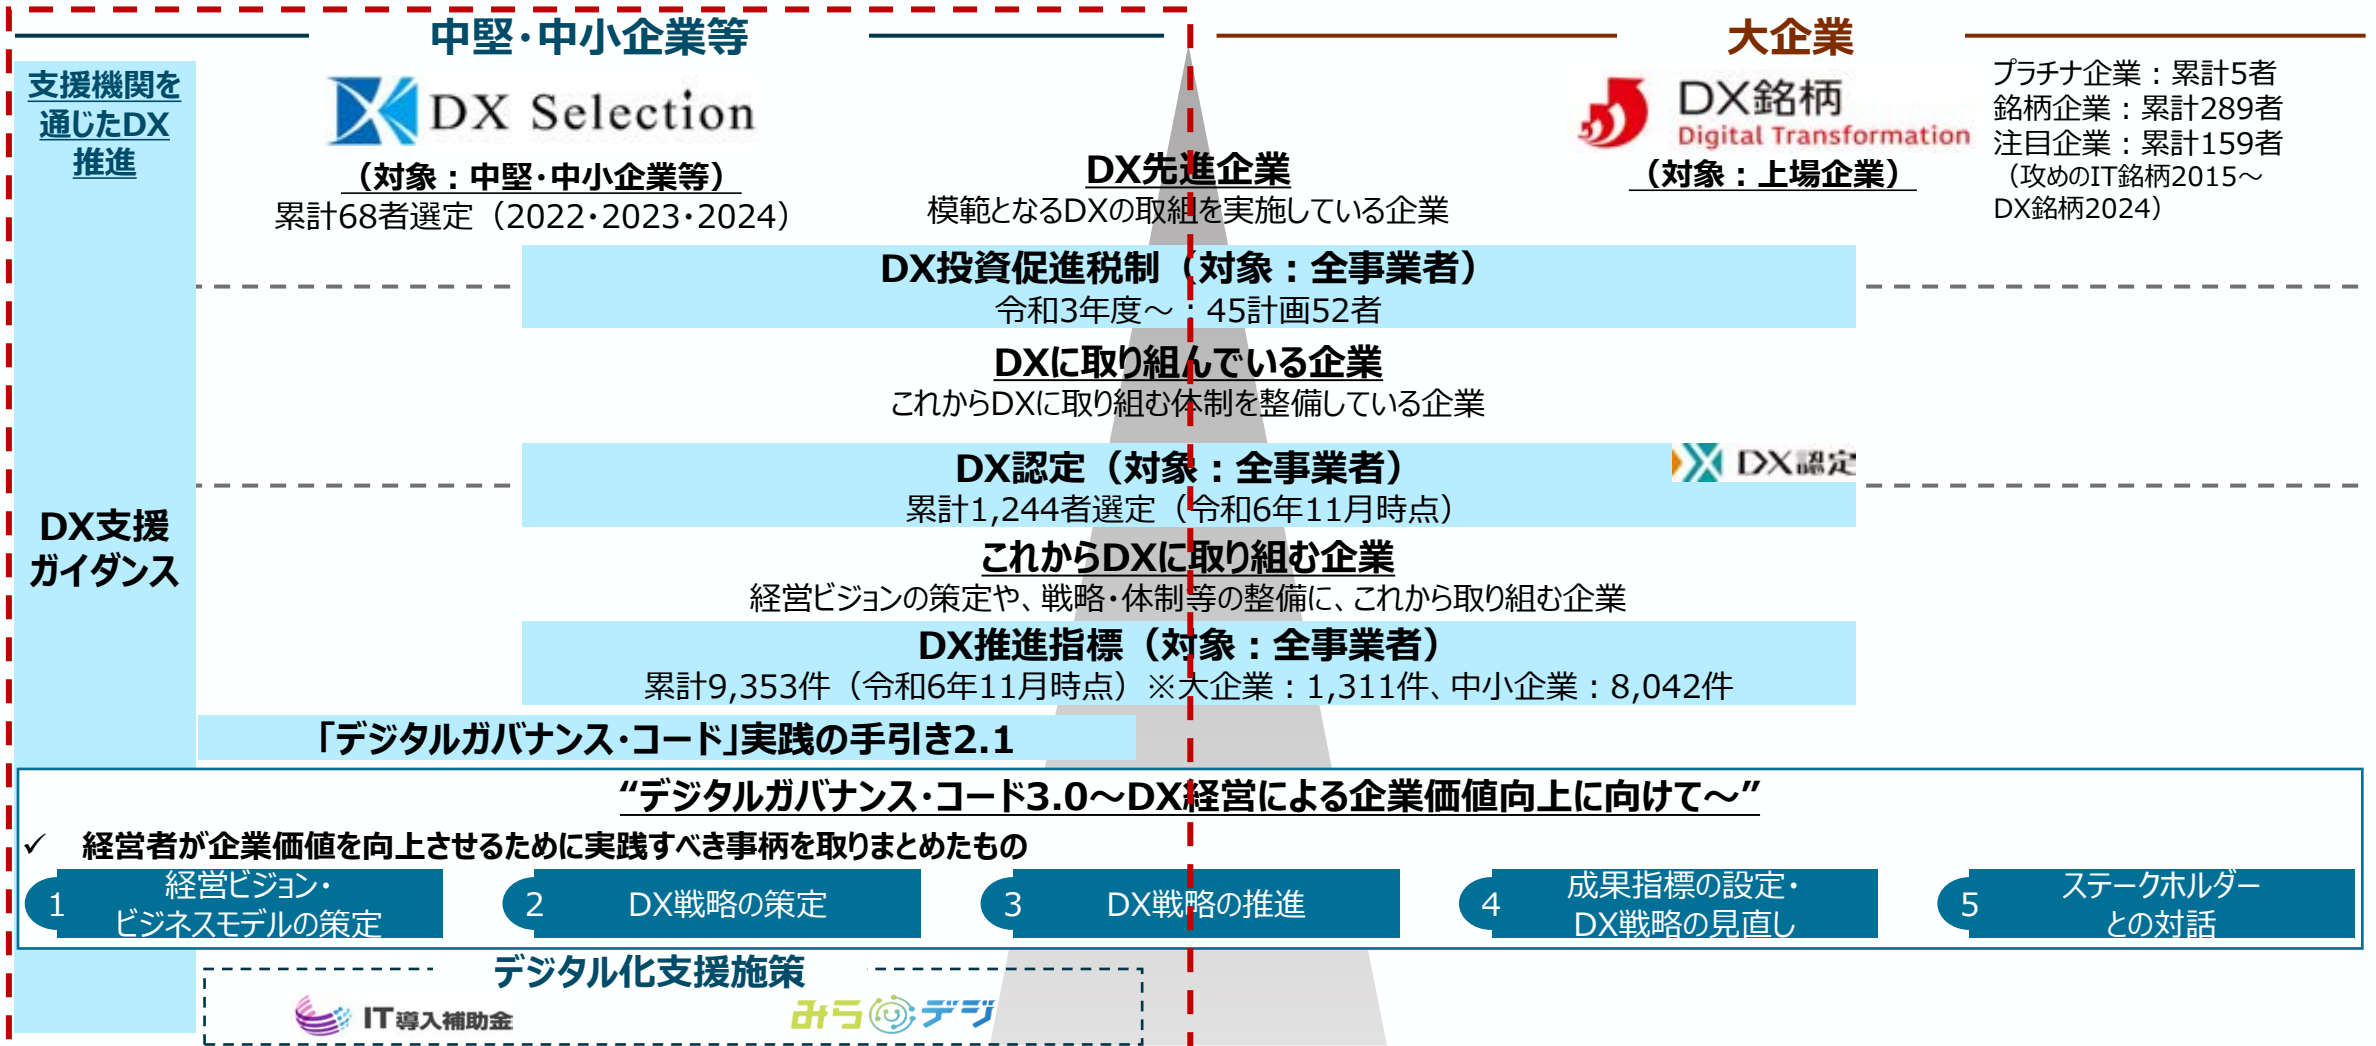 中堅・中小企業等
大企業
支援機関を
通じたDX
推進
DX Selection
（対象：中堅・中小企業等）
累計68者選定（2022・2023・2024）
DX銘柄
Digital Transformation
（対象：上場企業）
プラチナ企業：累計5者
銘柄企業：累計289者
注目企業：累計159者
（攻めのIT銘柄2015～
DX銘柄2024）
DX先進企業
模範となるDXの取組を実施している企業
DX投資促進税制（対象：全事業者）
令和3年度～：45計画52者
DXに取り組んでいる企業
これからDXに取り組む体制を整備している企業
DX認定（対象：全事業者）
DX認定
累計1,244者選定（令和6年11月時点）
DX支援
ガイダンス
これからDXに取り組む企業
経営ビジョンの策定や、戦略・体制等の整備に、これから取り組む企業
DX推進指標（対象：全事業者）
累計9,353件（令和6年11月時点）※大企業：1,311件、中小企業：8,042件
「デジタルガバナンス・コード」実践の手引き2.1
“デジタルガバナンス・コード3.0～DX経営による企業価値向上に向けて～”
✓ 経営者が企業価値を向上させるために実践すべき事柄を取りまとめたもの
1 経営ビジョン・
ビジネスモデルの策定
2 DX戦略の策定
3 DX戦略の推進
4 成果指標の設定・
DX戦略の見直し
5 ステークホルダー
との対話
デジタル化支援施策
IT導入補助金
みらデジ